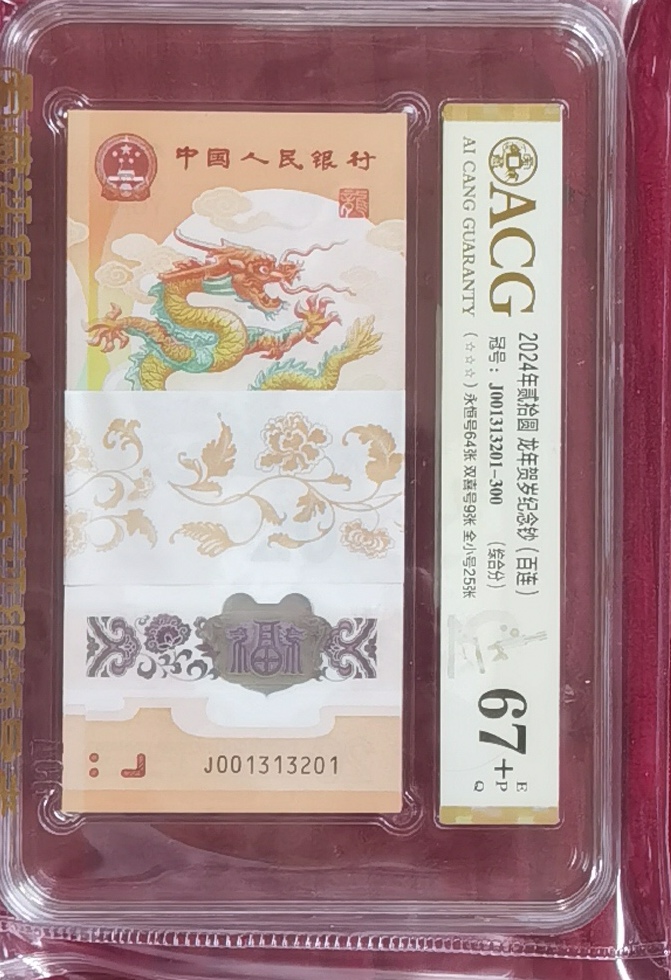 中国人民银行
龍
福
J001313201
ACG
AI CANG GUARANTY
2024年贰拾圆 龙年贺岁纪念钞（百连）
冠号：J001313201-300 （综合分）
（☆☆☆）永恒号64张 双喜号9张 全小号25张
67+
E
P
Q